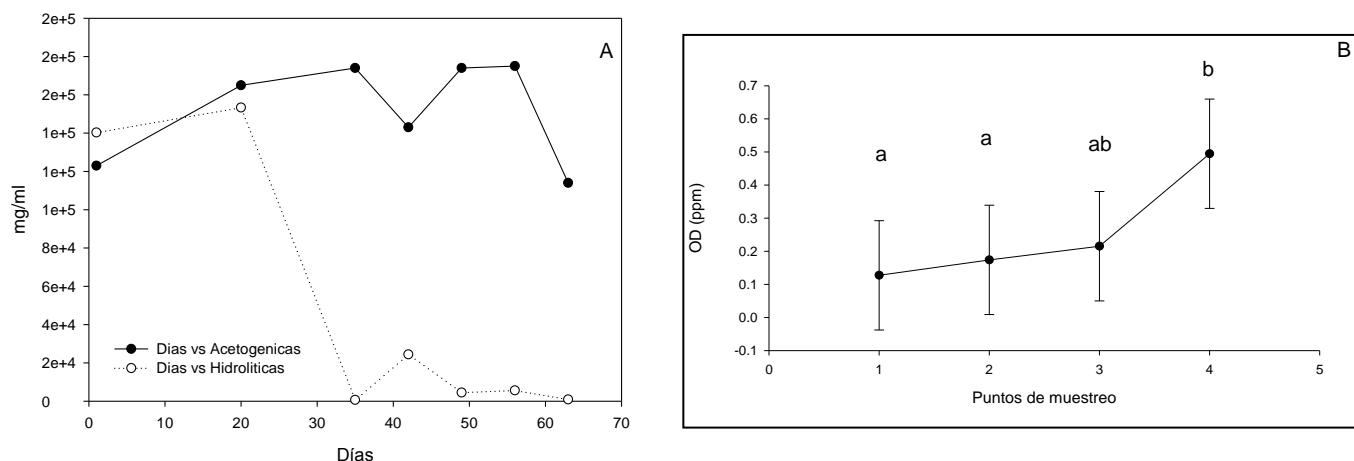 A
2e+5
2e+5
2e+5
1e+5
1e+5
1e+5
8e+4
6e+4
4e+4
2e+4
0
mg/ml
Dias vs Acetogenicas
Dias vs Hidroliticas
0 10 20 30 40 50 60 70
Días
B
0.7
0.6
0.5
0.4
0.3
0.2
0.1
0.0
-0.1
OD (ppm)
a a ab b
0 1 2 3 4 5
Puntos de muestreo